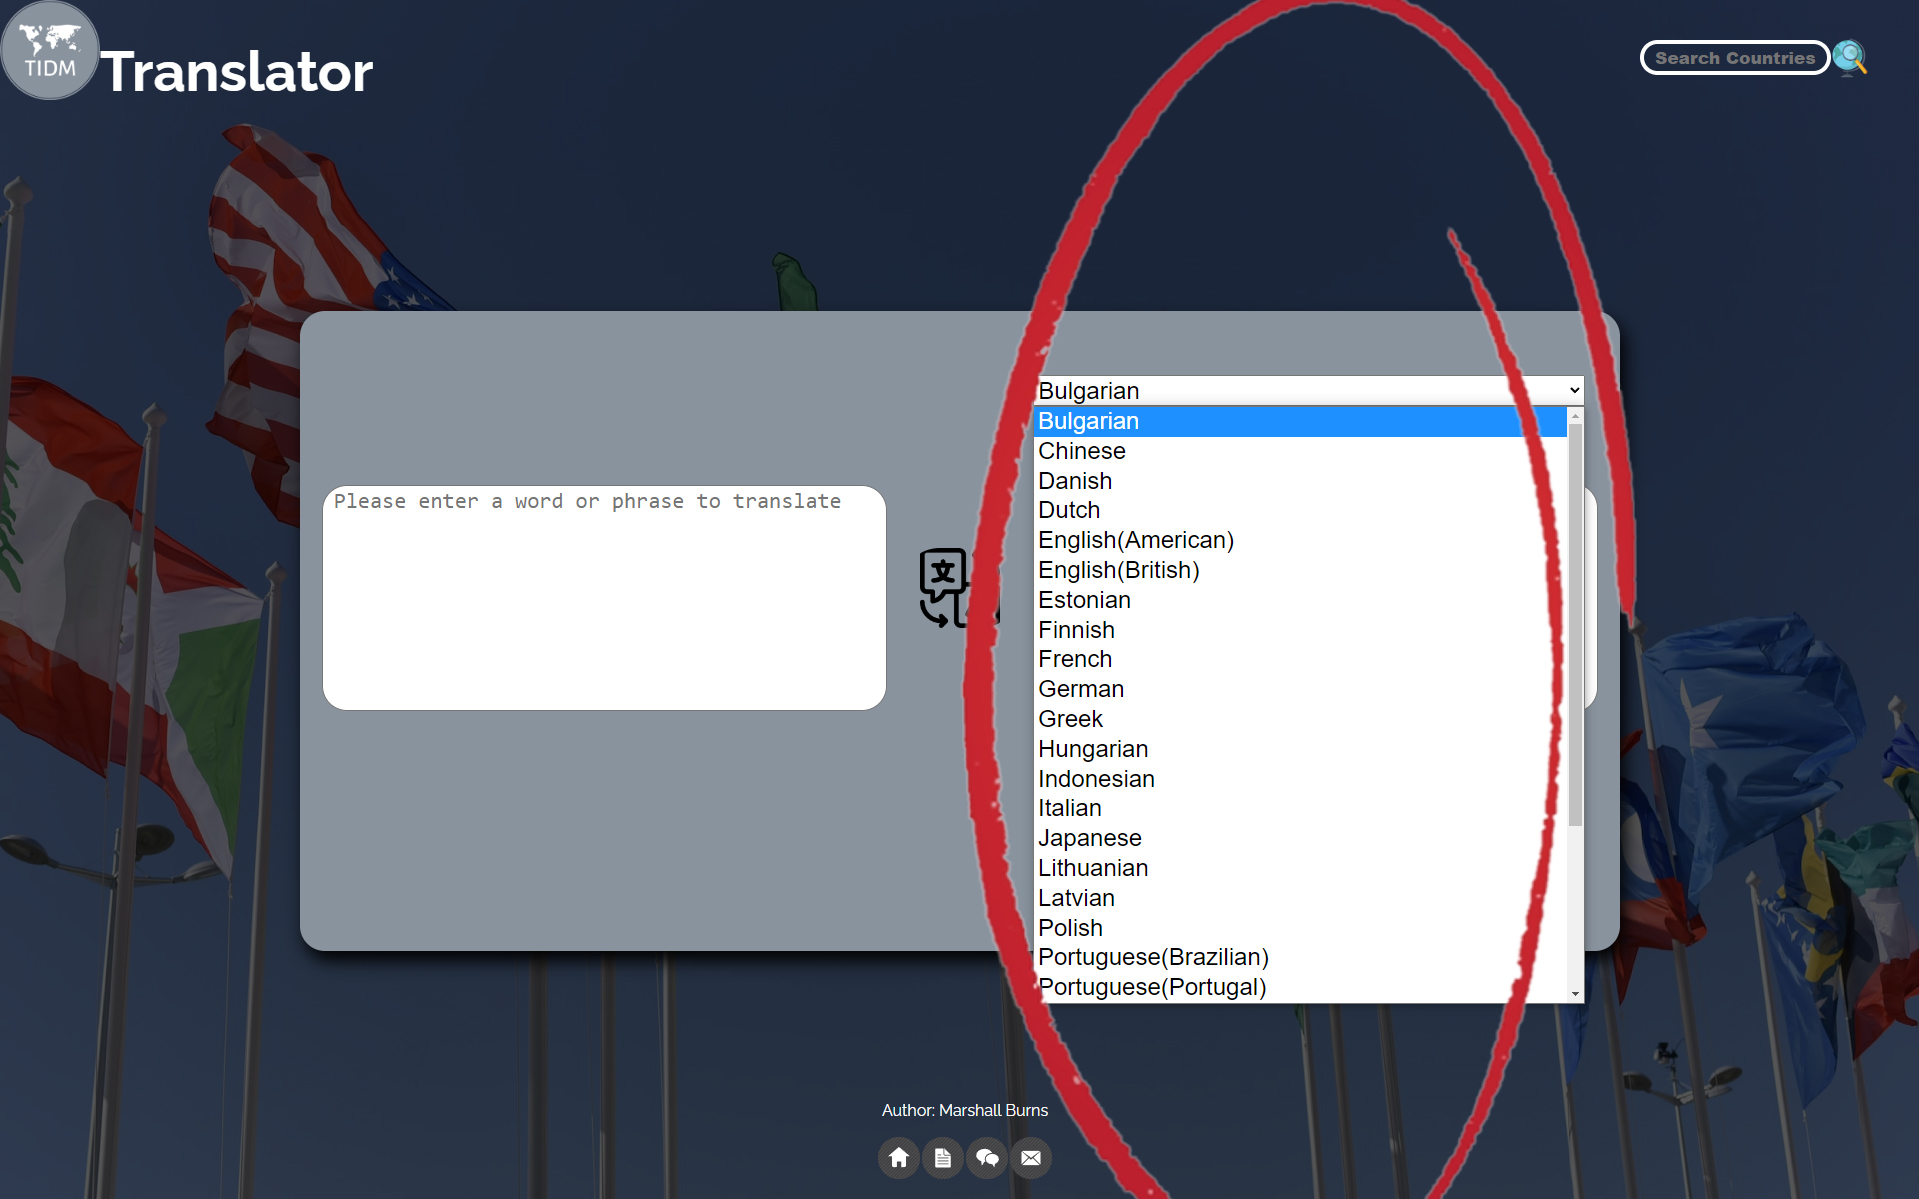 TIDM
Translator
Search Countries
Bulgarian
Bulgarian
Chinese
Danish
Dutch
English(American)
English(British)
Estonian
Finnish
French
German
Greek
Hungarian
Indonesian
Italian
Japanese
Lithuanian
Latvian
Polish
Portuguese(Brazilian)
Portuguese(Portugal)
Please enter a word or phrase to translate
文
Author: Marshall Burns